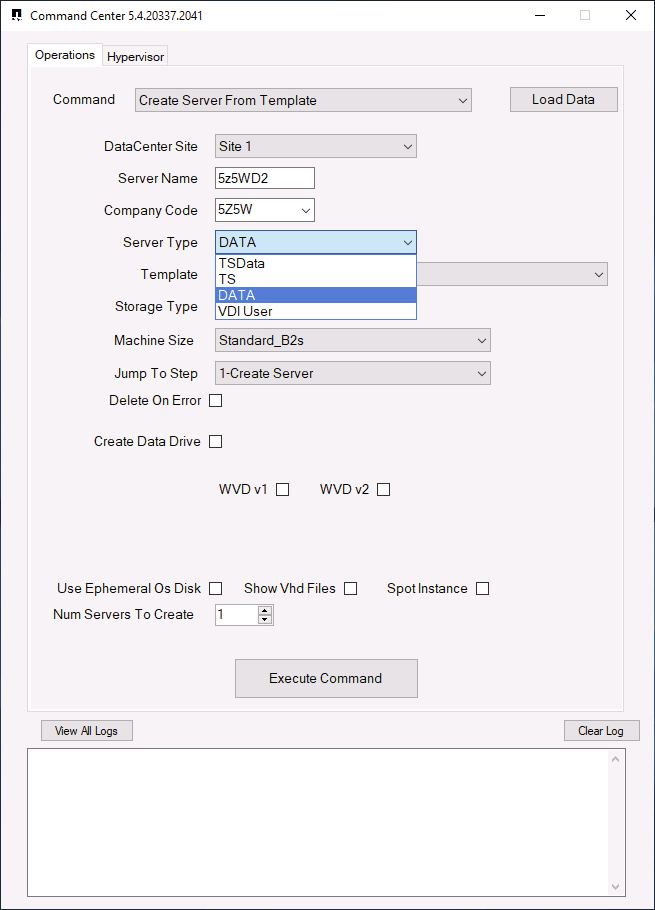 Command Center 5.4.20337.2041
Operations Hypervisor
Command Create Server From Template Load Data
DataCenter Site Site 1
Server Name 5z5WD2
Company Code 5Z5W
Server Type DATA
TSData
Template TS
DATA
Storage Type VDI User
Machine Size Standard_B2s
Jump To Step 1-Create Server
Delete On Error
Create Data Drive
WVD v1 WVD v2
Use Ephemeral Os Disk Show Vhd Files Spot Instance
Num Servers To Create 1
Execute Command
View All Logs Clear Log